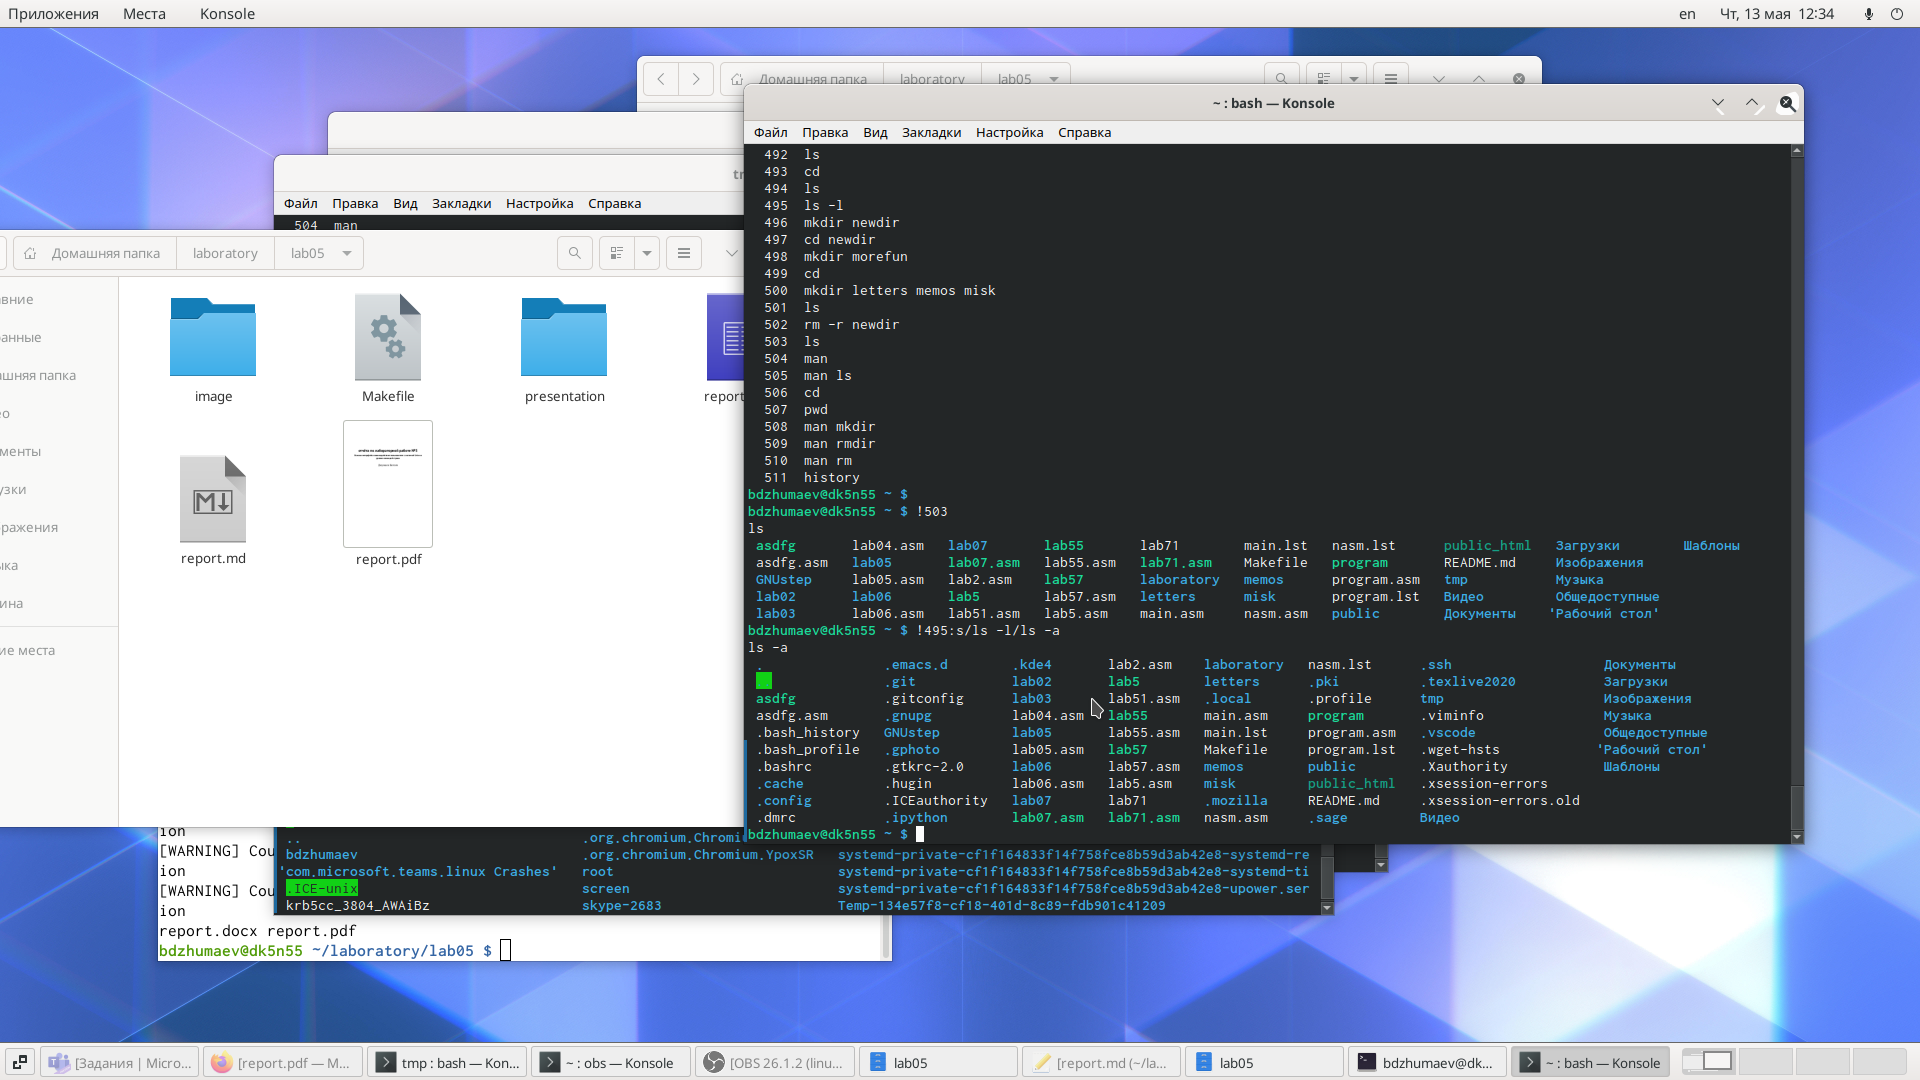 Приложения Места Konsole en Чт, 13 мая 12:34
Домашняя папка laboratory lab05
~ : bash — Konsole
Файл Правка Вид Закладки Настройка Справка
492 ls
493 cd
494 ls
495 ls -l
496 mkdir newdir
497 cd newdir
498 mkdir morefun
499 cd
500 mkdir letters memos misk
501 ls
502 rm -r newdir
503 ls
504 man
505 man ls
506 cd
507 pwd
508 man mkdir
509 man rmdir
510 man rm
511 history
bdzhumaev@dk5n55 ~ $
bdzhumaev@dk5n55 ~ $ !503
ls
asdfg lab04.asm lab07 lab55 lab71 main.lst nasm.lst public_html Загрузки Шаблоны
asdfg.asm lab05 lab07.asm lab55.asm lab71.asm Makefile program README.md Изображения
GNUstep lab05.asm lab2.asm lab57 laboratory memos program.asm tmp Музыка
lab02 lab06 lab5 lab57.asm letters misk program.lst Видео Общедоступные
lab03 lab06.asm lab51.asm lab5.asm main.asm nasm.asm public Документы 'Рабочий стол'
bdzhumaev@dk5n55 ~ $ !495:s/ls -l/ls -a
ls -a
. .emacs.d .kde4 lab2.asm laboratory nasm.lst .ssh Документы
.git lab02 lab5 letters .pki .texlive2020 Загрузки
asdfg .gitconfig lab03 lab51.asm .local .profile tmp Изображения
asdfg.asm .gnupg lab04.asm lab55 main.asm program .viminfo Музыка
.bash_history GNUstep lab05 lab55.asm main.lst program.asm .vscode Общедоступные
.bash_profile .gphoto lab05.asm lab57 Makefile program.lst .wget-hsts 'Рабочий стол'
.bashrc .gtkrc-2.0 lab06 lab57.asm memos public .Xauthority Шаблоны
.cache .hugin lab06.asm lab5.asm misk public_html .xsession-errors
.config .ICEauthority lab07 lab71 .mozilla README.md .xsession-errors.old
.dmrc .ipython lab07.asm lab71.asm nasm.asm .sage Видео
bdzhumaev@dk5n55 ~ $
Файл Правка Вид Закладки Настройка Справка
504 man
Домашняя папка laboratory lab05
авние
анные
ашняя папка
ео
ументы
узки
ражения
ыка
ина
ие места
image Makefile presentation report
report.md report.pdf
..
.org.chromium.Chromium.
bdzhumaev .org.chromium.Chromium.YpoxSR systemd-private-cf1f164833f14f758fce8b59d3ab42e8-systemd-re
'com.microsoft.teams.linux Crashes' root systemd-private-cf1f164833f14f758fce8b59d3ab42e8-systemd-ti
.ICE-unix screen systemd-private-cf1f164833f14f758fce8b59d3ab42e8-upower.ser
krb5cc_3804_AWAiBz skype-2683 Temp-134e57f8-cf18-401d-8c89-fdb901c41209
ion
[WARNING] Cou
ion
[WARNING] Cou
ion
report.docx report.pdf
bdzhumaev@dk5n55 ~/laboratory/lab05 $
[Задания | Micro... [report.pdf — M... tmp : bash — Kon... ~ : obs — Konsole [OBS 26.1.2 (linu... lab05 [report.md (~/la... lab05 bdzhumaev@dk... ~ : bash — Konsole